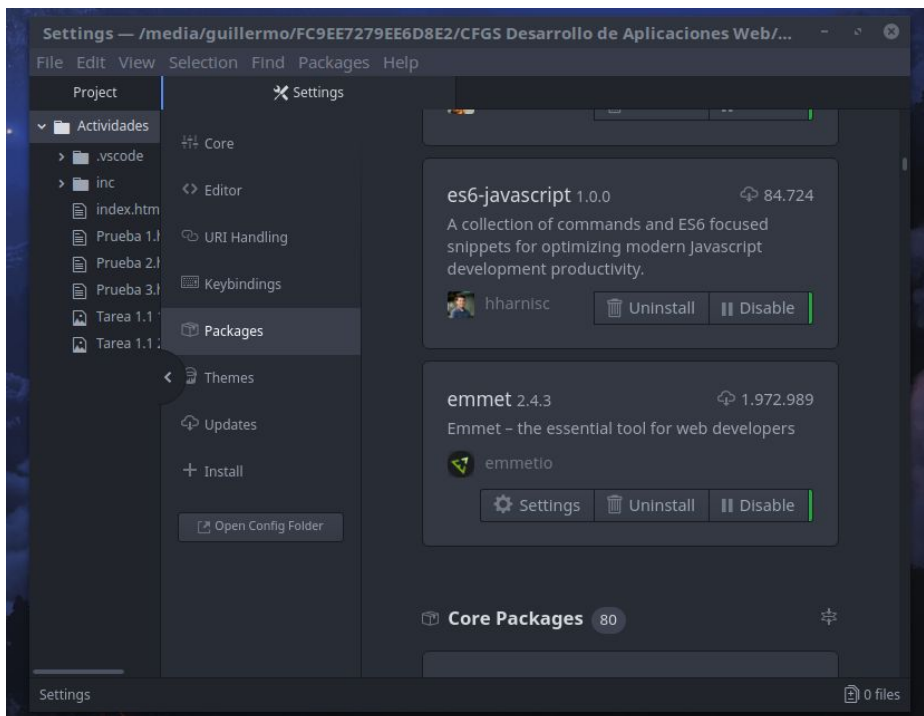 Settings — /media/guillermo/FC9EE7279EE6D8E2/CFGS Desarrollo de Aplicaciones Web/...
File Edit View Selection Find Packages Help
Project
Settings
Actividades
.vscode
inc
index.htm
Prueba 1.h
Prueba 2.h
Prueba 3.h
Tarea 1.1 1
Tarea 1.1 2
Core
Editor
URI Handling
Keybindings
Packages
Themes
Updates
Install
Open Config Folder
es6-javascript 1.0.0 84.724
A collection of commands and ES6 focused
snippets for optimizing modern Javascript
development productivity.
hharnisc Uninstall Disable
emmet 2.4.3 1.972.989
Emmet – the essential tool for web developers
emmetio
Settings Uninstall Disable
Core Packages 80
Settings 0 files